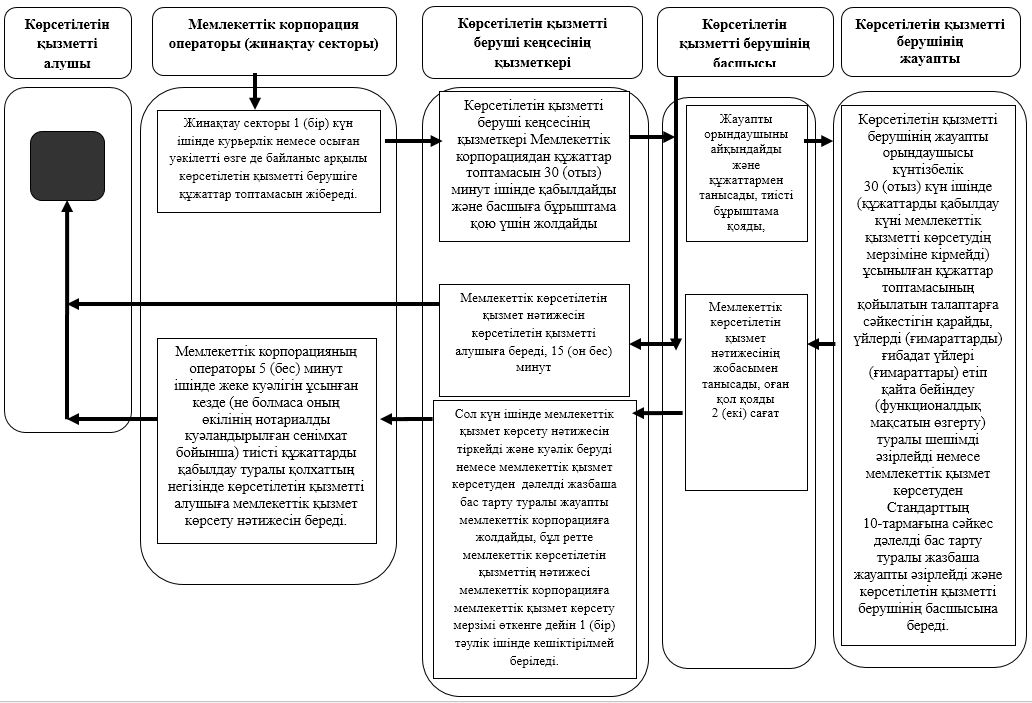 Көрсетілетін
қызметті
алушы
Мемлекеттік корпорация
операторы (жинақтау секторы)
Көрсетілетін қызметті
беруші кеңсесінің
қызметкері
Көрсетілетін
қызметті берушінің
басшысы
Көрсетілетін қызметті
берушінің
жауапты
Жинақтау секторы 1 (бір) күн
ішінде курьерлік немесе осыған
уәкілетті өзге де байланыс арқылы
көрсетілетін қызметті берушіге
құжаттар топтамасын жібереді.
Көрсетілетін қызметті
беруші кеңсесінің
қызметкері Мемлекеттік
корпорациядан құжаттар
топтамасын 30 (отыз)
минут ішінде қабылдайды
және басшыға бұрыштама
қою үшін жолдайды
Жауапты
орындаушыны
айқындайды
және
құжаттармен
танысады, тиісті
бұрыштама
қояды,
Көрсетілетін қызметті
берушінің жауапты
орындаушысы
күнтізбелік
30 (отыз) күн ішінде
(құжаттарды қабылдау
күні мемлекеттік
қызметті көрсетудің
мерзіміне кірмейді)
ұсынылған құжаттар
топтамасының
қойылатын талаптарға
сәйкестігін қарайды,
үйлерді (ғимараттарды)
ғибадат үйлері
(ғимараттары) етіп
қайта бейіндеу
(функционалдық
мақсатын өзгерту)
туралы шешімді
әзірлейді немесе
мемлекеттік қызмет
көрсетуден
Стандарттың
10-тармағына сәйкес
дәлелді бас тарту
туралы жазбаша
жауапты әзірлейді және
көрсетілетін қызметті
берушінің басшысына
береді.
Мемлекеттік көрсетілетін
қызмет нәтижесін
көрсетілетін қызметті
алушыға береді, 15 (он бес)
минут
Мемлекеттік
көрсетілетін
қызмет
нәтижесінің
жобасымен
танысады, оған
қол қояды
2 (екі) сағат
Мемлекеттік корпорацияның
операторы 5 (бес) минут
ішінде жеке куәлігін ұсынған
кезде (не болмаса оның
өкілінің нотариалды
куәландырылған сенімхат
бойынша) тиісті құжаттарды
қабылдау туралы қолхаттың
негізінде көрсетілетін қызметті
алушыға мемлекеттік қызмет
көрсету нәтижесін береді.
Сол күн ішінде мемлекеттік
қызмет көрсету нәтижесін
тіркейді және куәлік беруді
немесе мемлекеттік қызмет
көрсетуден дәлелді жазбаша
бас тарту туралы жауапты
мемлекеттік корпорацияға
жолдайды, бұл ретте
мемлекеттік көрсетілетін
қызметтің нәтижесі
мемлекеттік корпорацияға
мемлекеттік қызмет көрсету
мерзімі өткенге дейін 1 (бір)
тәулік ішінде кешіктірілмей
беріледі.